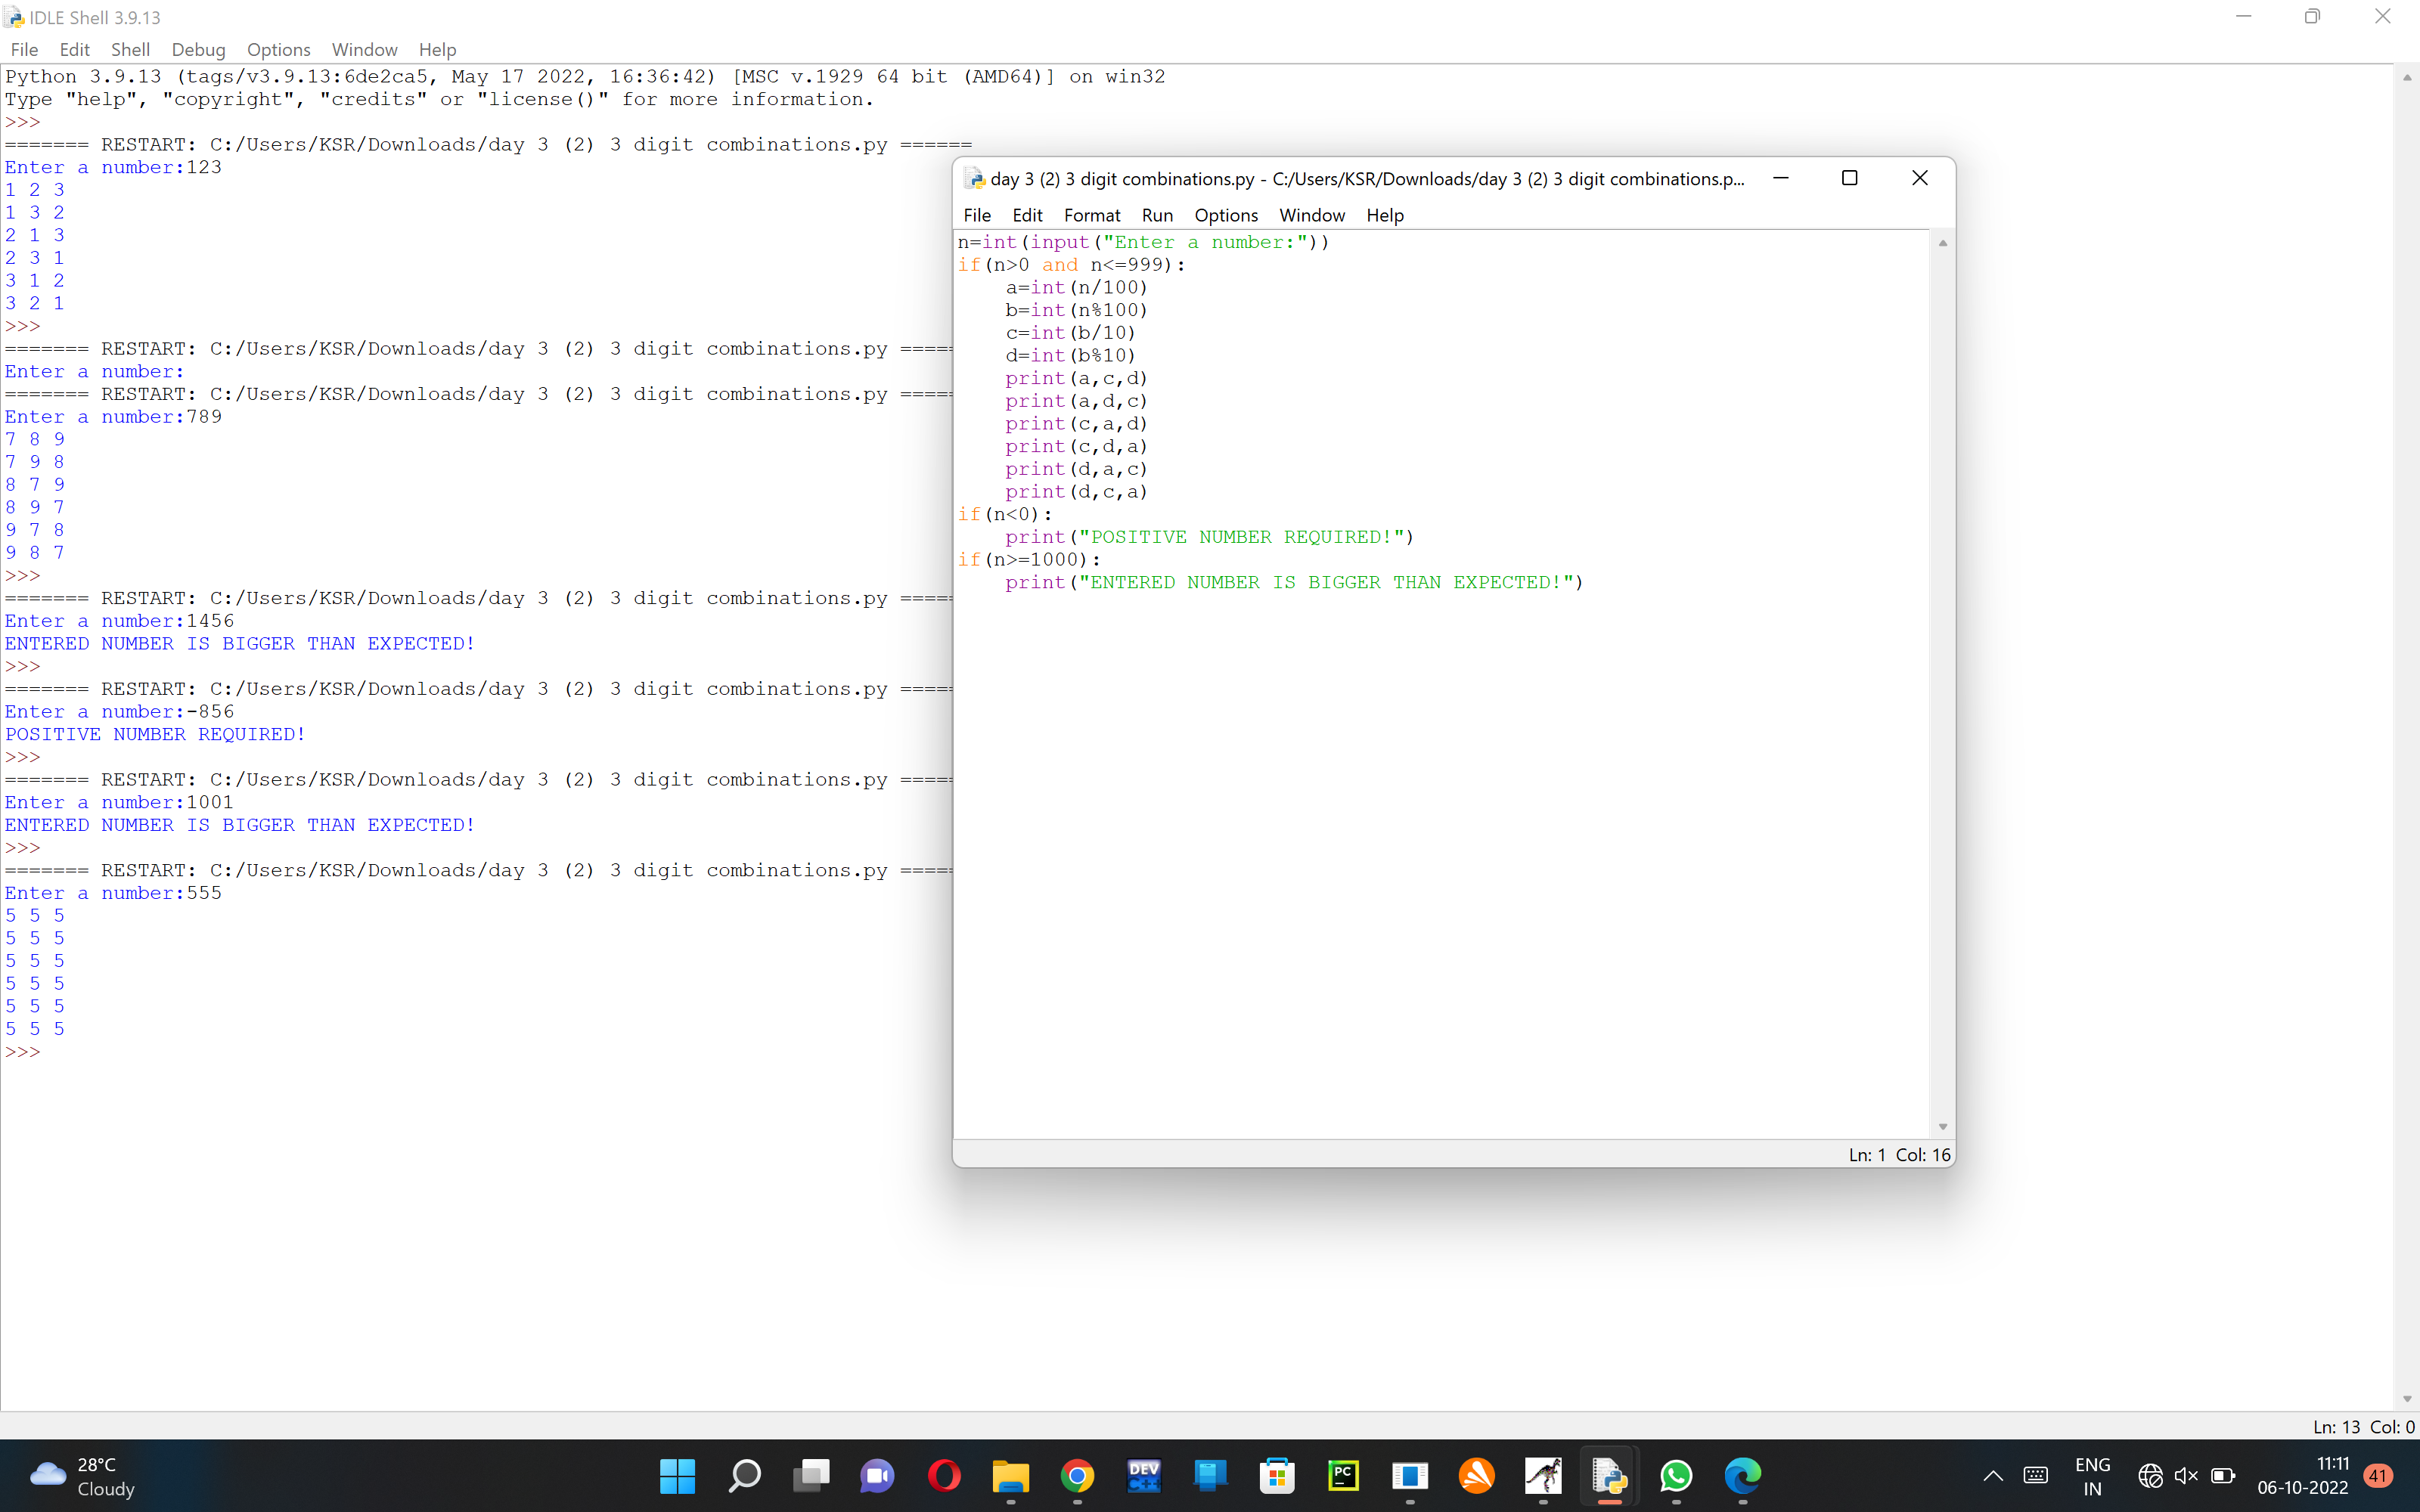 IDLE Shell 3.9.13
File Edit Shell Debug Options Window Help
Python 3.9.13 (tags/v3.9.13:6de2ca5, May 17 2022, 16:36:42) [MSC v.1929 64 bit (AMD64)] on win32
Type "help", "copyright", "credits" or "license()" for more information.
>>>
======= RESTART: C:/Users/KSR/Downloads/day 3 (2) 3 digit combinations.py ======
Enter a number:123
1 2 3
1 3 2
2 1 3
2 3 1
3 1 2
3 2 1
>>>
======= RESTART: C:/Users/KSR/Downloads/day 3 (2) 3 digit combinations.py =====
Enter a number:
======= RESTART: C:/Users/KSR/Downloads/day 3 (2) 3 digit combinations.py =====
Enter a number:789
7 8 9
7 9 8
8 7 9
8 9 7
9 7 8
9 8 7
>>>
======= RESTART: C:/Users/KSR/Downloads/day 3 (2) 3 digit combinations.py =====
Enter a number:1456
ENTERED NUMBER IS BIGGER THAN EXPECTED!
>>>
======= RESTART: C:/Users/KSR/Downloads/day 3 (2) 3 digit combinations.py =====
Enter a number:-856
POSITIVE NUMBER REQUIRED!
>>>
======= RESTART: C:/Users/KSR/Downloads/day 3 (2) 3 digit combinations.py =====
Enter a number:1001
ENTERED NUMBER IS BIGGER THAN EXPECTED!
>>>
======= RESTART: C:/Users/KSR/Downloads/day 3 (2) 3 digit combinations.py =====
Enter a number:555
5 5 5
5 5 5
5 5 5
5 5 5
5 5 5
5 5 5
>>>
day 3 (2) 3 digit combinations.py - C:/Users/KSR/Downloads/day 3 (2) 3 digit combinations.p...
File Edit Format Run Options Window Help
n=int(input("Enter a number:"))
if(n>0 and n<=999):
    a=int(n/100)
    b=int(n%100)
    c=int(b/10)
    d=int(b%10)
    print(a,c,d)
    print(a,d,c)
    print(c,a,d)
    print(c,d,a)
    print(d,a,c)
    print(d,c,a)
if(n<0):
    print("POSITIVE NUMBER REQUIRED!")
if(n>=1000):
    print("ENTERED NUMBER IS BIGGER THAN EXPECTED!")
Ln: 1 Col: 16
Ln: 13 Col: 0
28°C
Cloudy
DEV
C++
PC
ENG
IN
11:11
06-10-2022
41